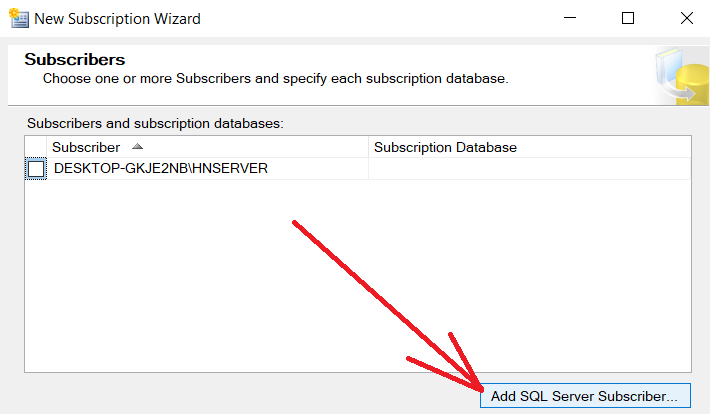 New Subscription Wizard
Subscribers
Choose one or more Subscribers and specify each subscription database.
Subscribers and subscription databases:
Subscriber Subscription Database
DESKTOP-GKJE2NB\HNSERVER
Add SQL Server Subscriber...